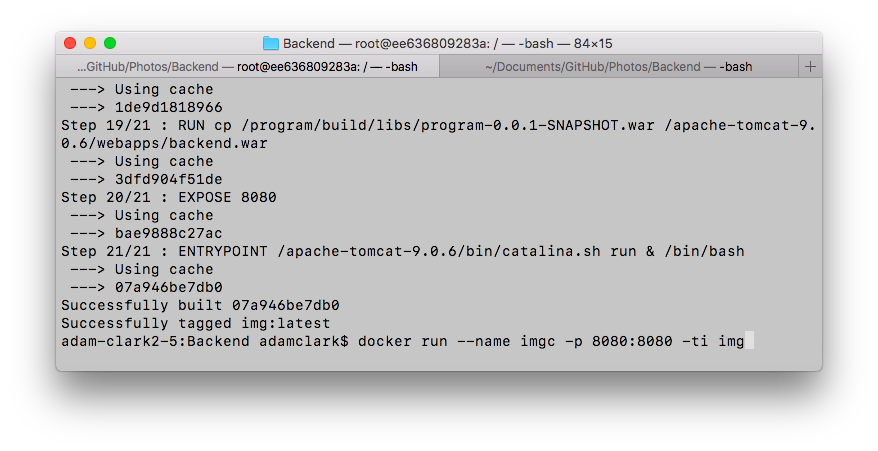 Backend — root@ee636809283a: / — -bash — 84×15
...GitHub/Photos/Backend — root@ee636809283a: / — -bash
~/Documents/GitHub/Photos/Backend — -bash
+
---> Using cache
---> 1de9d1818966
Step 19/21 : RUN cp /program/build/libs/program-0.0.1-SNAPSHOT.war /apache-tomcat-9.
0.6/webapps/backend.war
---> Using cache
---> 3dfd904f51de
Step 20/21 : EXPOSE 8080
---> Using cache
---> bae9888c27ac
Step 21/21 : ENTRYPOINT /apache-tomcat-9.0.6/bin/catalina.sh run & /bin/bash
---> Using cache
---> 07a946be7db0
Successfully built 07a946be7db0
Successfully tagged img:latest
adam-clark2-5:Backend adamclark$ docker run --name imgc -p 8080:8080 -ti img